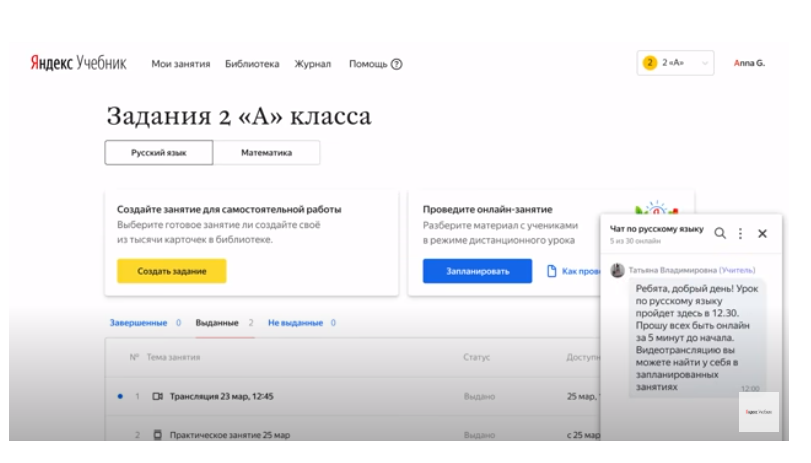 Яндекс Учебник
Мои занятия Библиотека Журнал Помощь ?
2 2 «А»
Anna G.
Задания 2 «А» класса
Русский язык Математика
Создайте занятие для самостоятельной работы
Выберите готовое занятие ли создайте своё
из тысячи карточек в библиотеке.
Создать задание
Проведите онлайн-занятие
Разберите материал с учениками
в режиме дистанционного урока
Запланировать
Как
Завершенные 0 Выданные 2 Не выданные 0
№ Тема занятия Статус
1 Трансляция 23 мар, 12:45 Выдано 25 мар,
2 Практическое занятие 25 мар Выдано с 25 мар
Чат по русскому языку
5 из 30 онлайн
Татьяна Владимировна (Учитель)
Ребята, добрый день! Урок
по русскому языку
пройдет здесь в 12.30.
Прошу всех быть онлайн
за 5 минут до начала.
Видеотрансляцию вы
можете найти у себя в
запланированных
занятиях
12:00
Яндекс Учебник